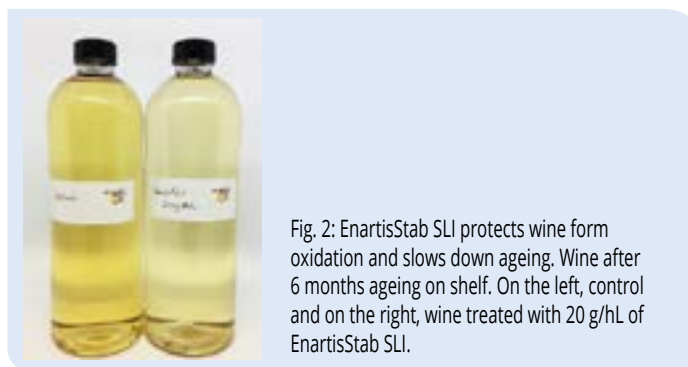 Fig. 2: EnartisStab SLI protects wine form
oxidation and slows down ageing. Wine after
6 months ageing on shelf. On the left, control
and on the right, wine treated with 20 g/hL of
EnartisStab SLI.